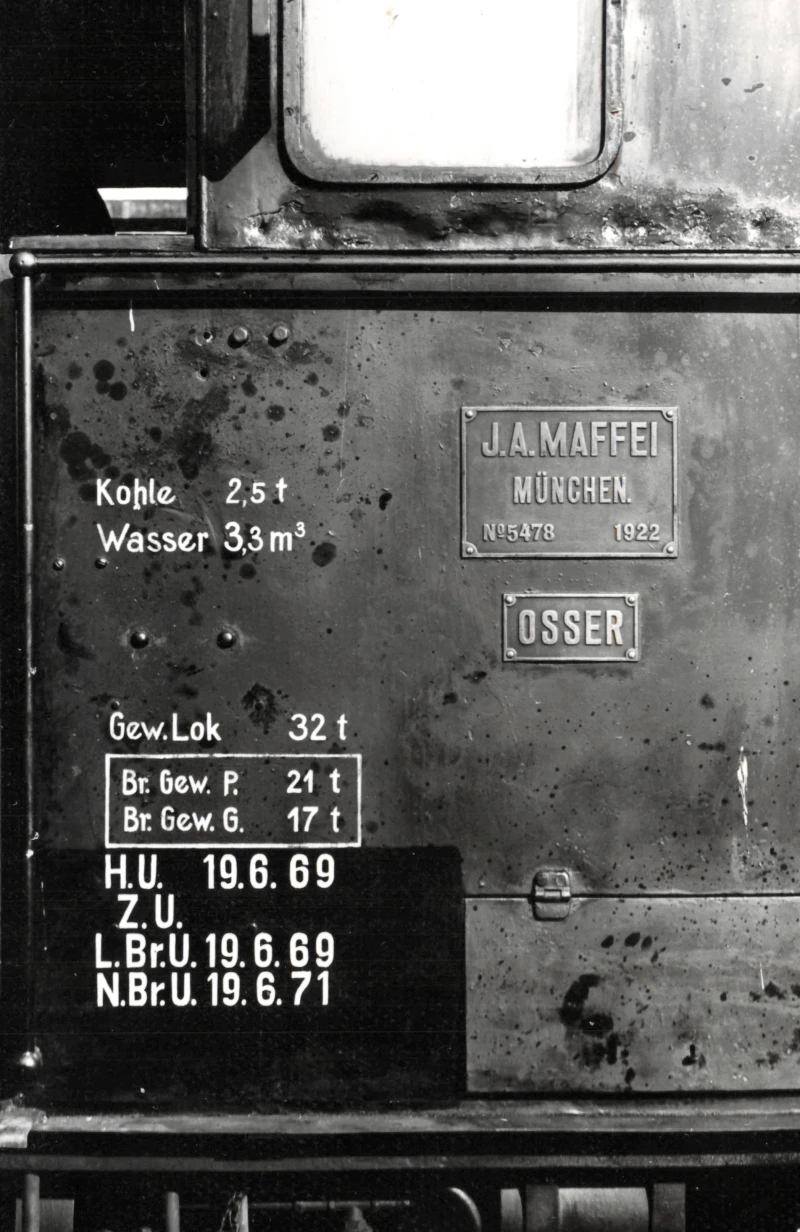 Kohle 2,5 t
Wasser 3,3 m³
J.A.MAFFEI
MÜNCHEN.
Nº5478 1922
OSSER
Gew.Lok 32 t
Br. Gew. P. 21 t
Br. Gew. G. 17 t
H.U. 19.6.69
Z.U.
L.Br.U. 19.6.69
N.Br.U. 19.6.71